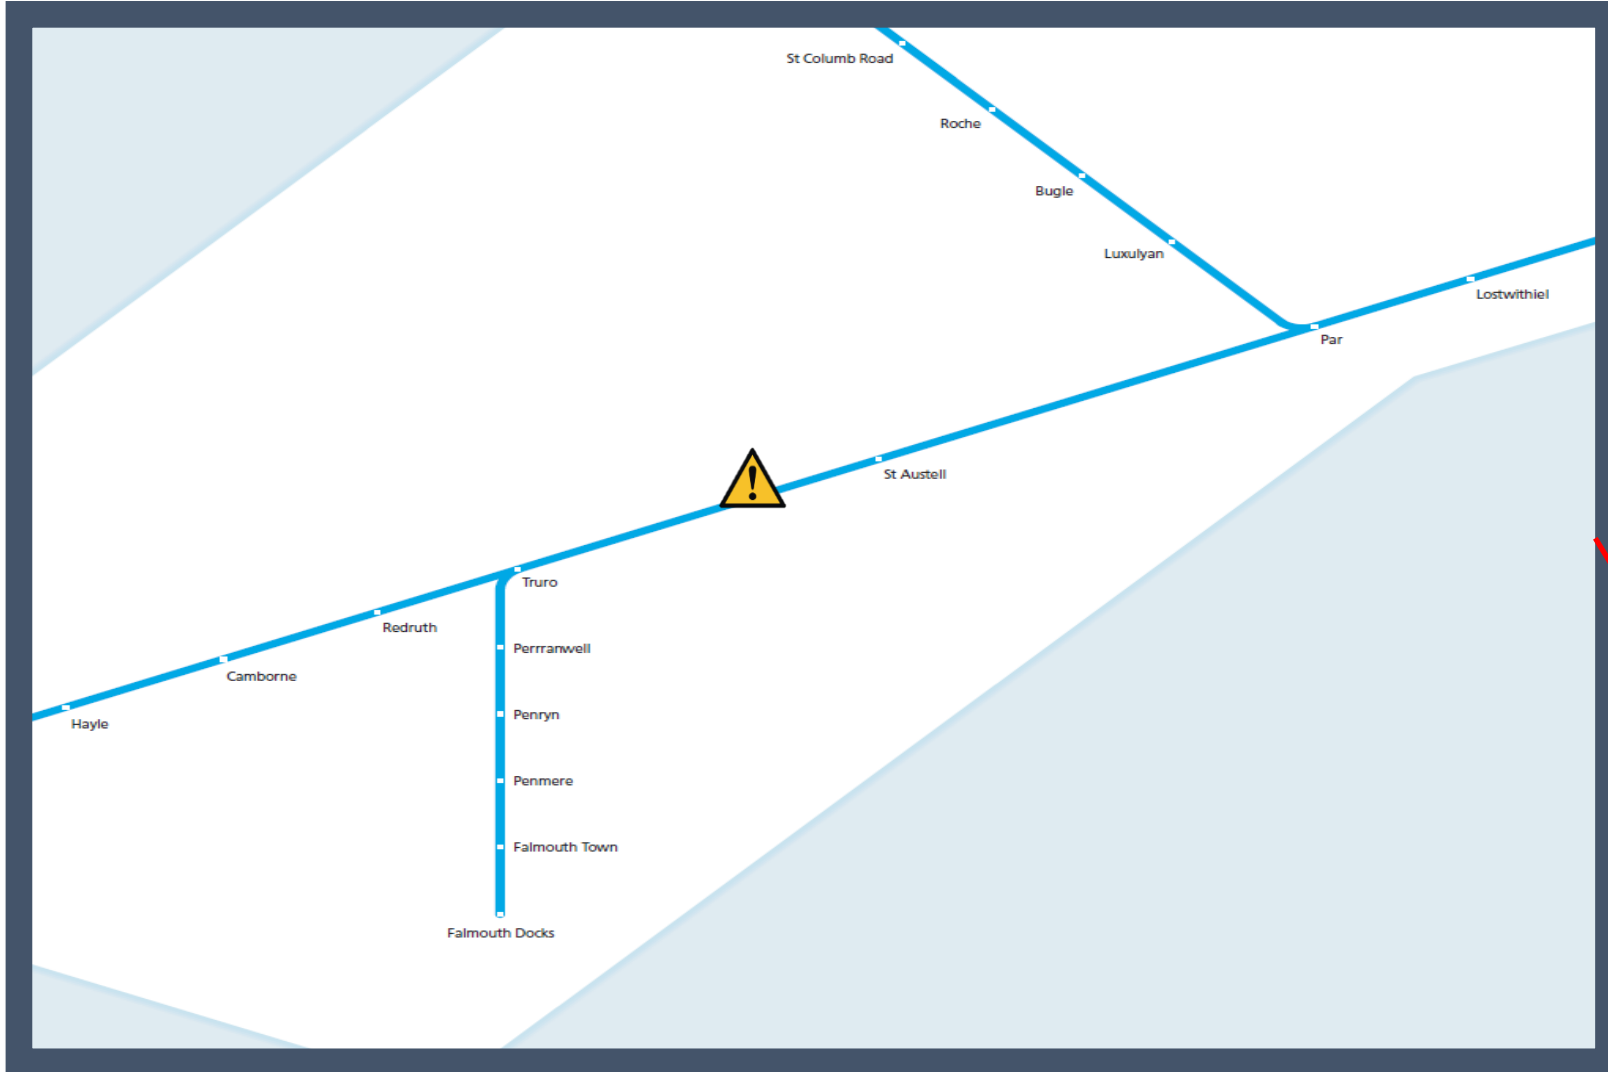 St Columb Road
Roche
Bugle
Luxulyan
Lostwithiel
Par
St Austell
!
Truro
Redruth
Perrranwell
Camborne
Penryn
Hayle
Penmere
Falmouth Town
Falmouth Docks